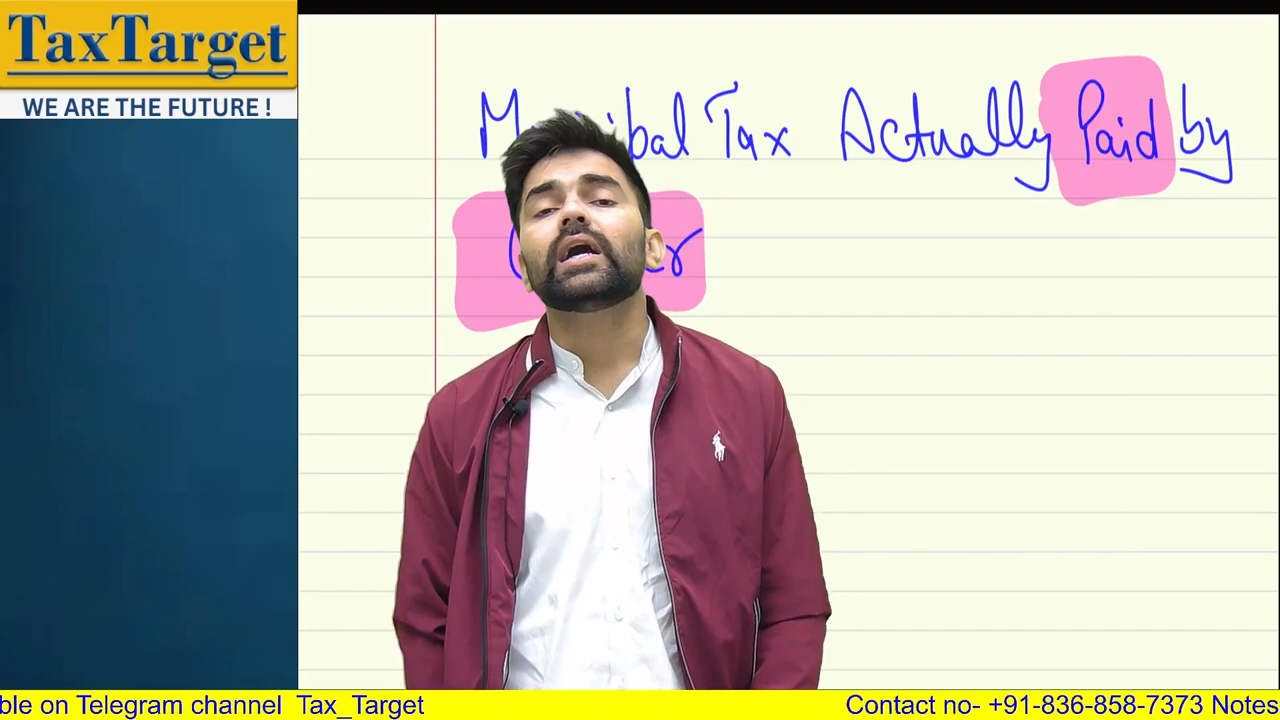 TaxTarget
WE ARE THE FUTURE !
Tax Actually Paid by
ble on Telegram channel Tax_Target
Contact no- +91-836-858-7373 Notes